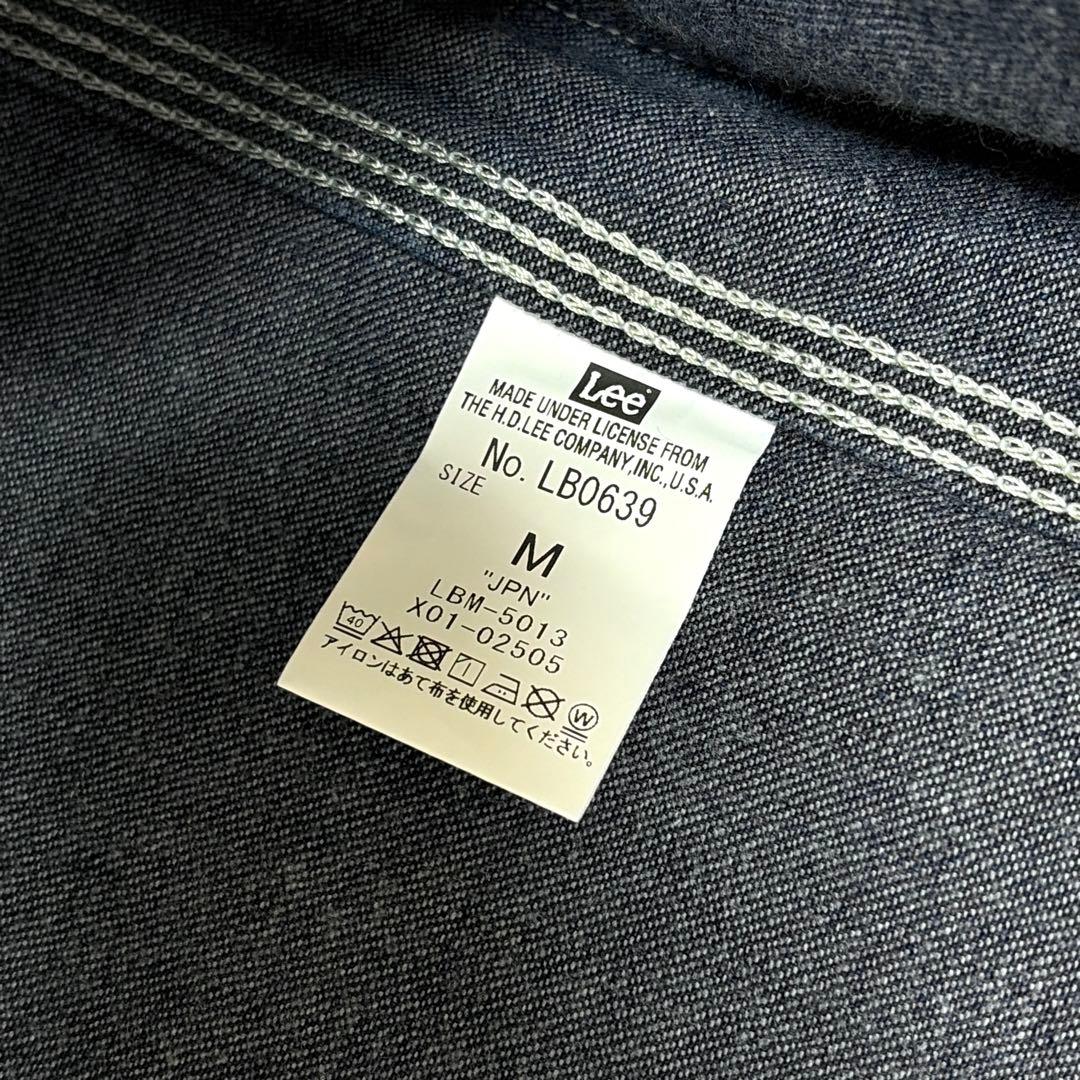 Lee
MADE UNDER LICENSE FROM
THE H.D.LEE COMPANY,INC.,U.S.A.
No. LB0639
SIZE
M
"JPN"
LBM-5013
X01-02505
40
W
アイロンはあて布を使用してください。